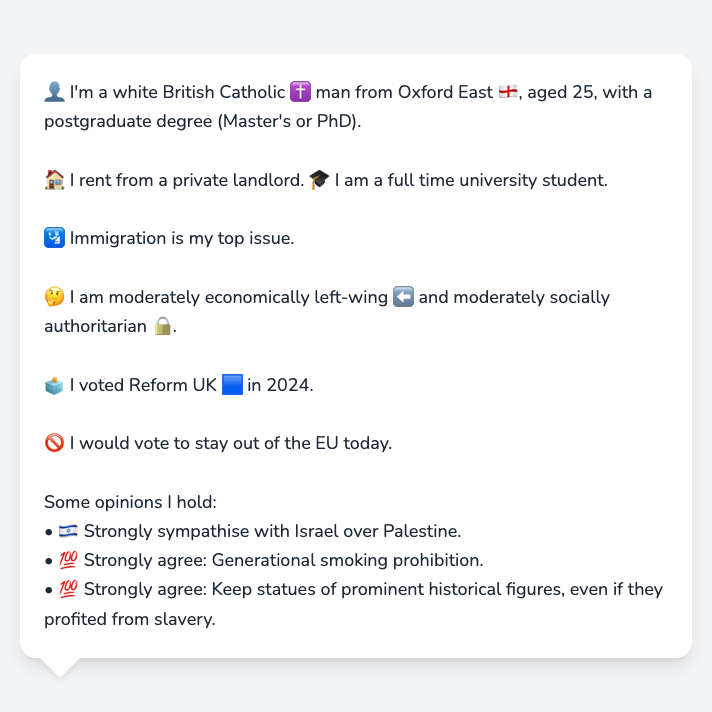 👤 I'm a white British Catholic ✝️ man from Oxford East 🏴󠁧󠁢󠁥󠁮󠁧󠁿, aged 25, with a
postgraduate degree (Master's or PhD).
🏠 I rent from a private landlord. 🎓 I am a full time university student.
🛂 Immigration is my top issue.
🤔 I am moderately economically left-wing ⬅️ and moderately socially
authoritarian 🔒.
🗳️ I voted Reform UK 🟦 in 2024.
🚫 I would vote to stay out of the EU today.
Some opinions I hold:
• 🇮🇱 Strongly sympathise with Israel over Palestine.
• 💯 Strongly agree: Generational smoking prohibition.
• 💯 Strongly agree: Keep statues of prominent historical figures, even if they
profited from slavery.